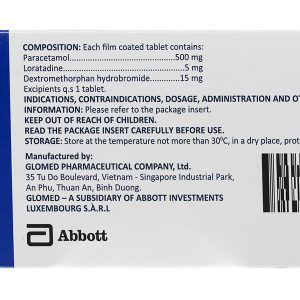 COMPOSITION: Each film coated tablet contains:
Paracetamol................................500 mg
Loratadine.....................................5 mg
Dextromethorphan hydrobromide............15 mg
Excipients q.s 1 tablet.
INDICATIONS, CONTRAINDICATIONS, DOSAGE, ADMINISTRATION AND
INFORMATION: Please refer to the package insert.
KEEP OUT OF REACH OF CHILDREN.
READ THE PACKAGE INSERT CAREFULLY BEFORE USE.
STORAGE: Store at the temperature not more than 30°C, in a dry place,
Manufactured by:
GLOMED PHARMACEUTICAL COMPANY, Ltd.
35 Tu Do Boulevard, Vietnam - Singapore Industrial Park,
An Phu, Thuan An, Binh Duong.
GLOMED – A SUBSIDIARY OF ABBOTT INVESTMENTS
LUXEMBOURG S.À.R.L
Abbott